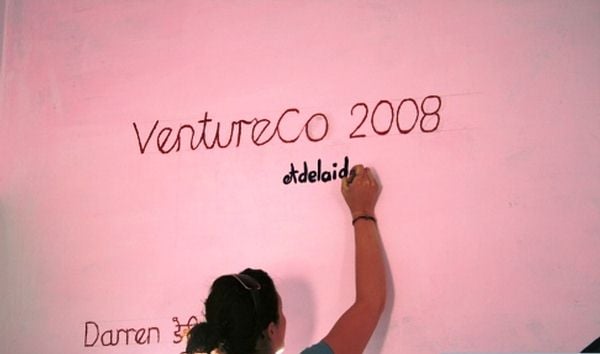 VentureCo 2008
Adelaid
Darren